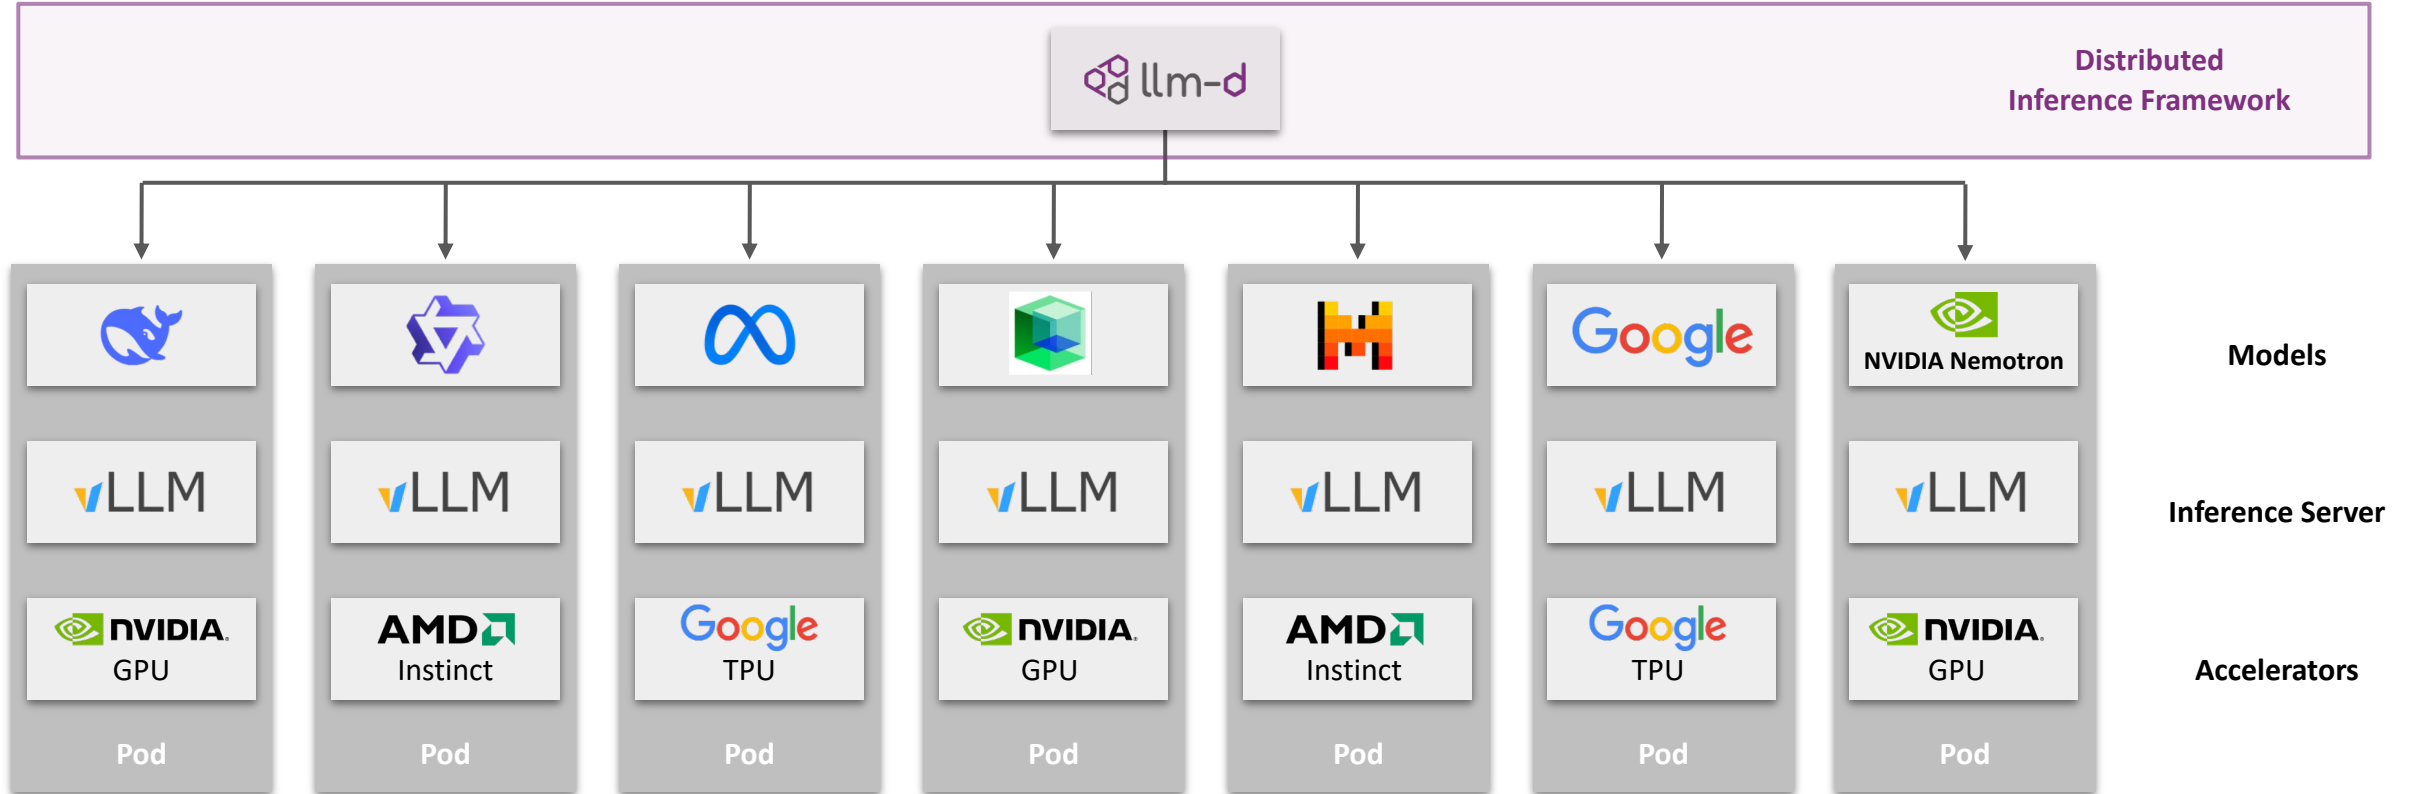 llm-d
Distributed
Inference Framework
Google
NVIDIA Nemotron
Models
vLLM
vLLM
vLLM
vLLM
vLLM
vLLM
vLLM
Inference Server
NVIDIA.
GPU
AMD
Instinct
Google
TPU
NVIDIA.
GPU
AMD
Instinct
Google
TPU
NVIDIA.
GPU
Accelerators
Pod
Pod
Pod
Pod
Pod
Pod
Pod